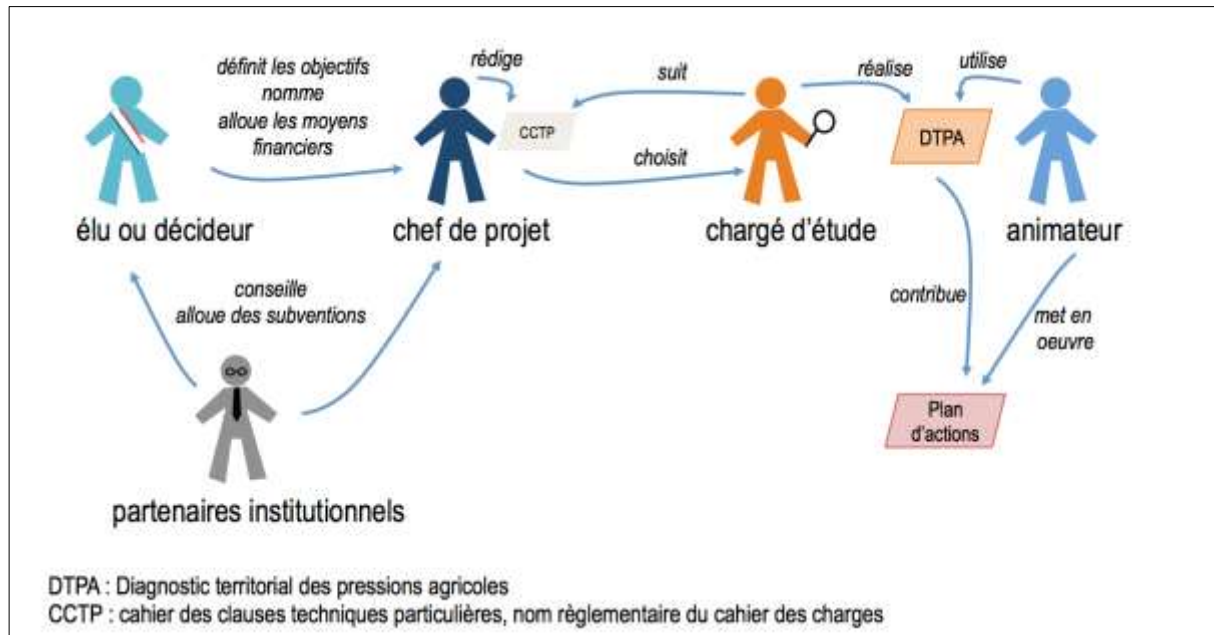 définit les objectifs
nomme
alloue les moyens
financiers
rédige
suit
réalise
utilise
CCTP
DTPA
choisit
élu ou décideur
chef de projet
chargé d'étude
animateur
conseille
alloue des subventions
contribue
met en
oeuvre
Plan
d'actions
partenaires institutionnels
DTPA : Diagnostic territorial des pressions agricoles
CCTP : cahier des clauses techniques particulières, nom règlementaire du cahier des charges